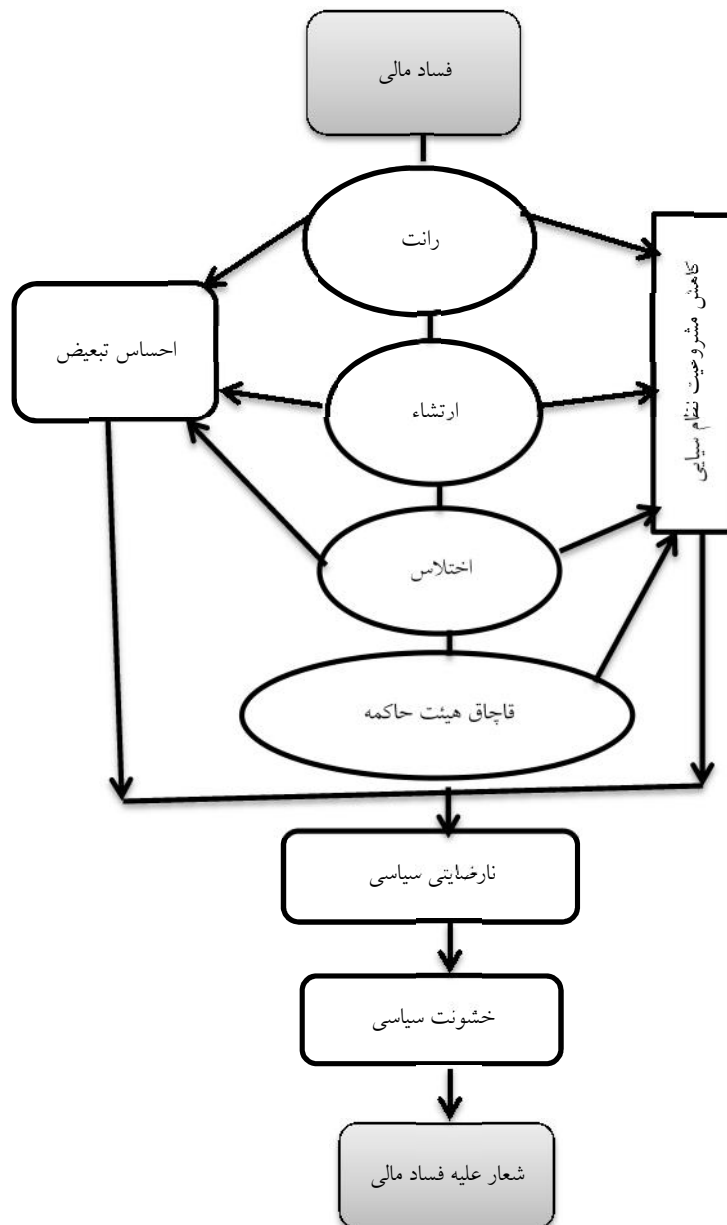 فساد مالی
رانت
کاهش مشروعیت نظام سیایی
احساس تبعیض
ارتشاء
اختلاس
قاچاق هیئت حاکمه
نارضایتی سیاسی
خشونت سیاسی
شعار علیه فساد مالی